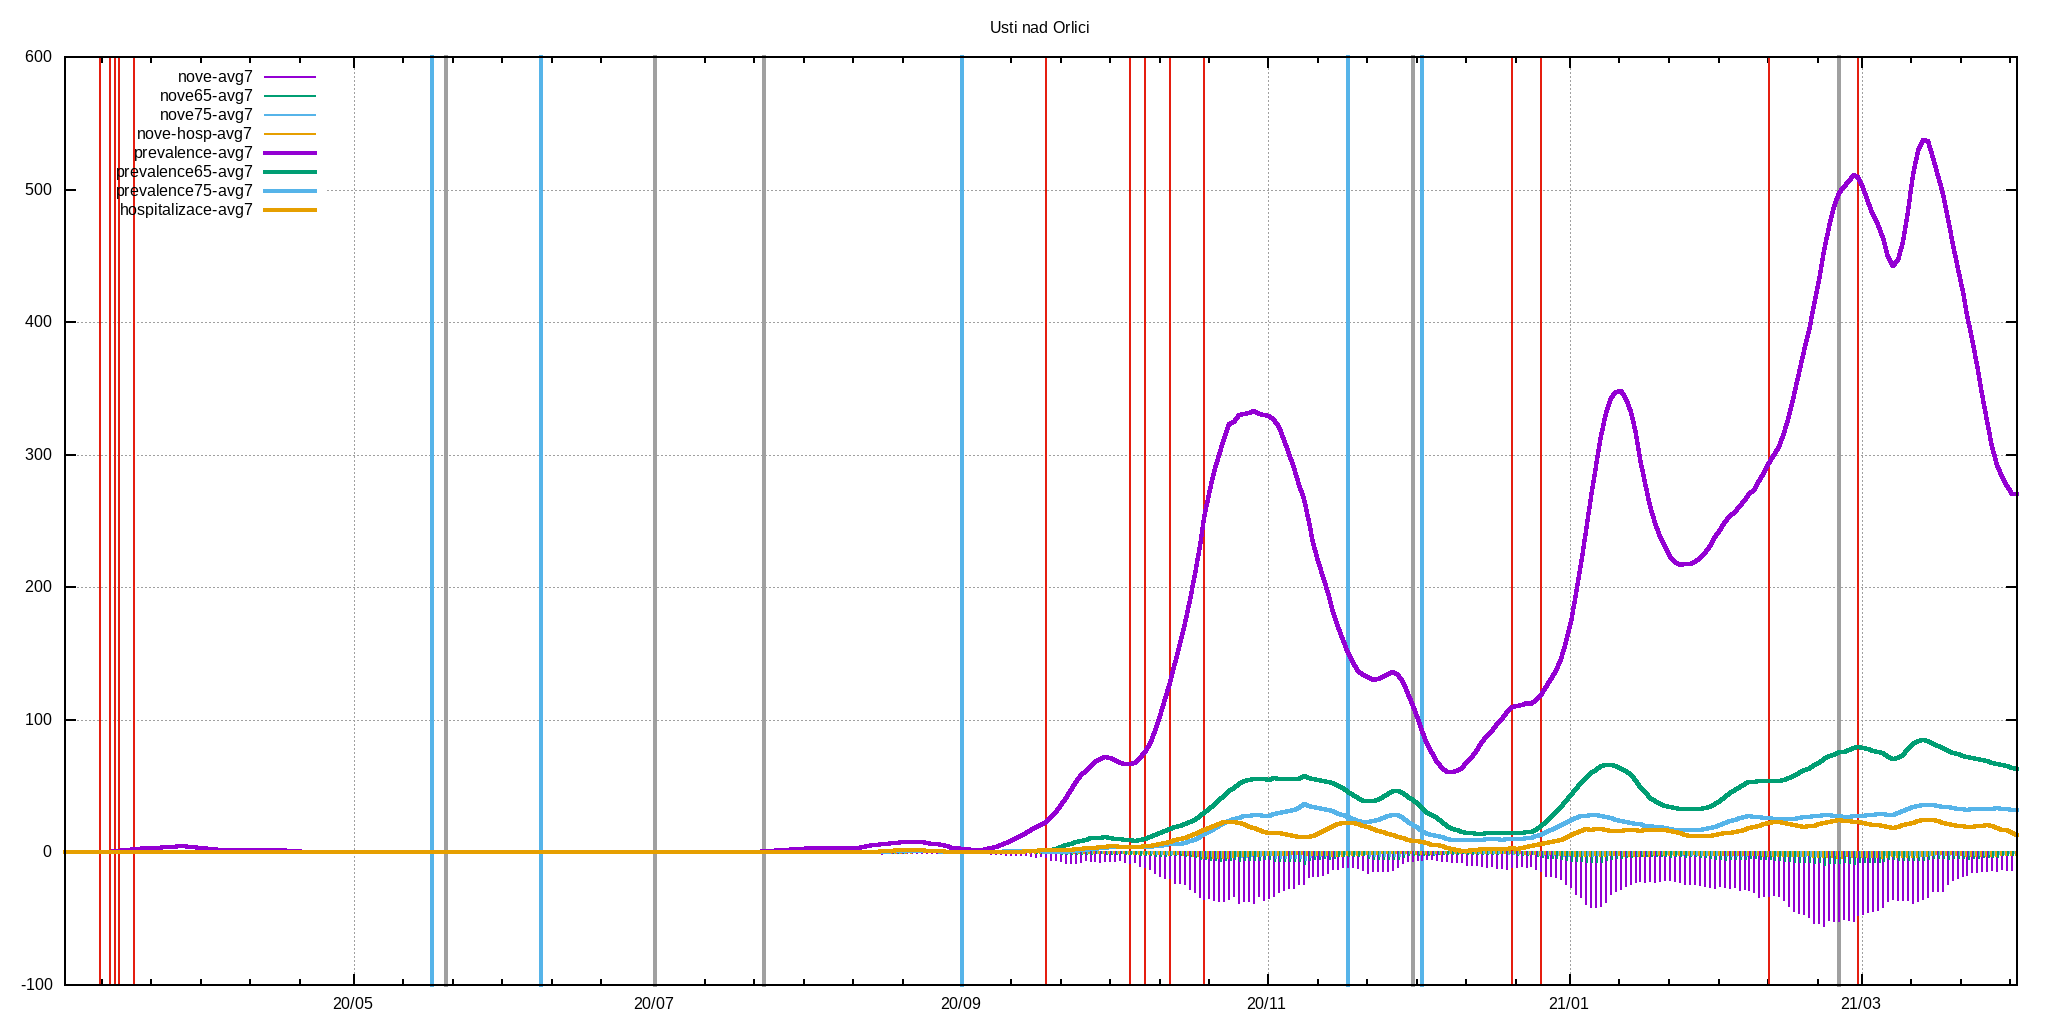 Usti nad Orlici
600
500
400
300
200
100
0
-100
nove-avg7
nove65-avg7
nove75-avg7
nove-hosp-avg7
prevalence-avg7
prevalence65-avg7
prevalence75-avg7
hospitalizace-avg7
20/05 20/07 20/09 20/11 21/01 21/03